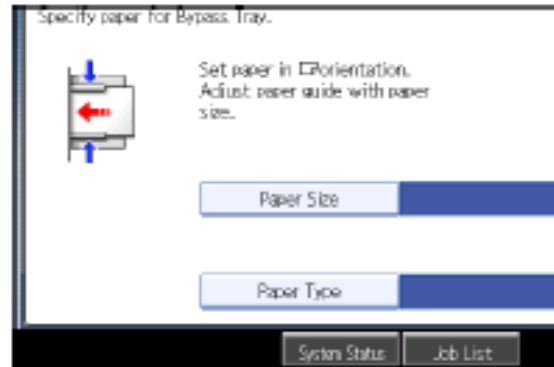 Specify paper for Bypass Tray.
Set paper in orientation.
Adjust paper guide with paper
size.
Paper Size
Paper Type
System Status
Job List